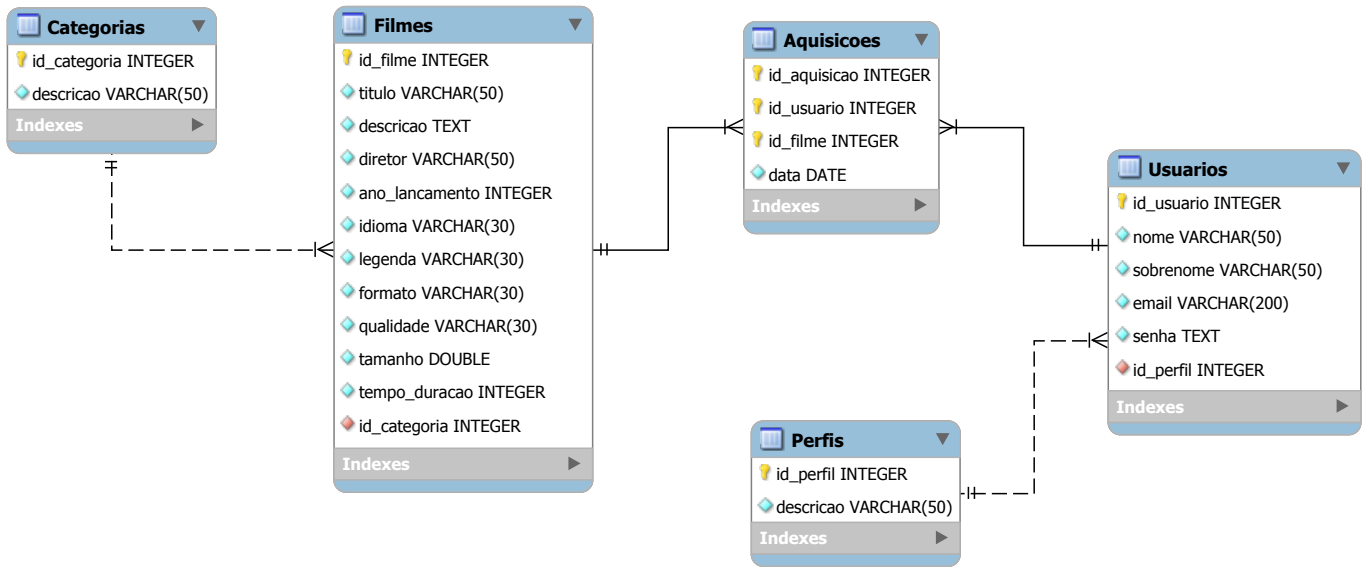 Categorias
id_categoria INTEGER
descricao VARCHAR(50)
Indexes
Filmes
id_filme INTEGER
titulo VARCHAR(50)
descricao TEXT
diretor VARCHAR(50)
ano_lancamento INTEGER
idioma VARCHAR(30)
legenda VARCHAR(30)
formato VARCHAR(30)
qualidade VARCHAR(30)
tamanho DOUBLE
tempo_duracao INTEGER
id_categoria INTEGER
Indexes
Aquisicoes
id_aquisicao INTEGER
id_usuario INTEGER
id_filme INTEGER
data DATE
Indexes
Usuarios
id_usuario INTEGER
nome VARCHAR(50)
sobrenome VARCHAR(50)
email VARCHAR(200)
senha TEXT
id_perfil INTEGER
Indexes
Perfis
id_perfil INTEGER
descricao VARCHAR(50)
Indexes